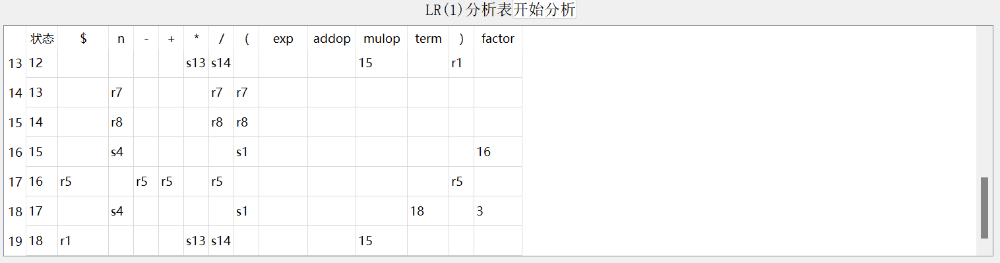 LR(1)分析表开始分析
状态 $ n - + * / ( exp addop mulop term ) factor
13 12 s13 s14 15 r1
14 13 r7 r7 r7
15 14 r8 r8 r8
16 15 s4 s1 16
17 16 r5 r5 r5 r5 r5
18 17 s4 s1 18 3
19 18 r1 s13 s14 15